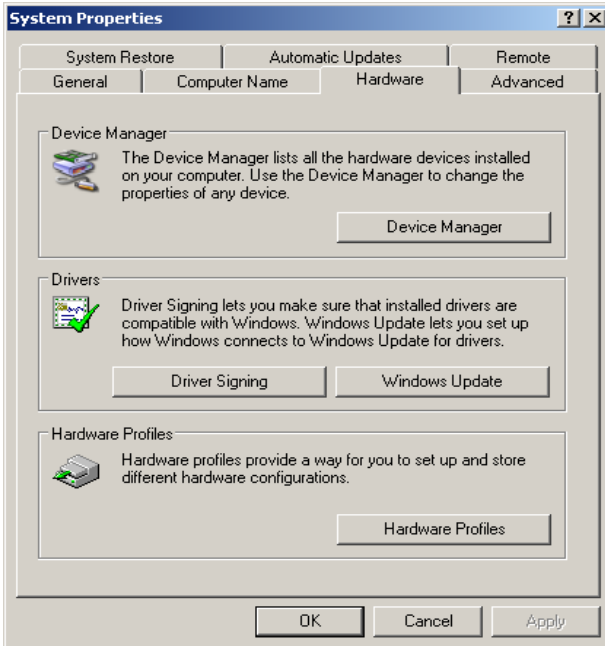 System Properties
System Restore
Automatic Updates
Remote
General
Computer Name
Hardware
Advanced
Device Manager
The Device Manager lists all the hardware devices installed
on your computer. Use the Device Manager to change the
properties of any device.
Device Manager
Drivers
Driver Signing lets you make sure that installed drivers are
compatible with Windows. Windows Update lets you set up
how Windows connects to Windows Update for drivers.
Driver Signing
Windows Update
Hardware Profiles
Hardware profiles provide a way for you to set up and store
different hardware configurations.
Hardware Profiles
OK
Cancel
Apply